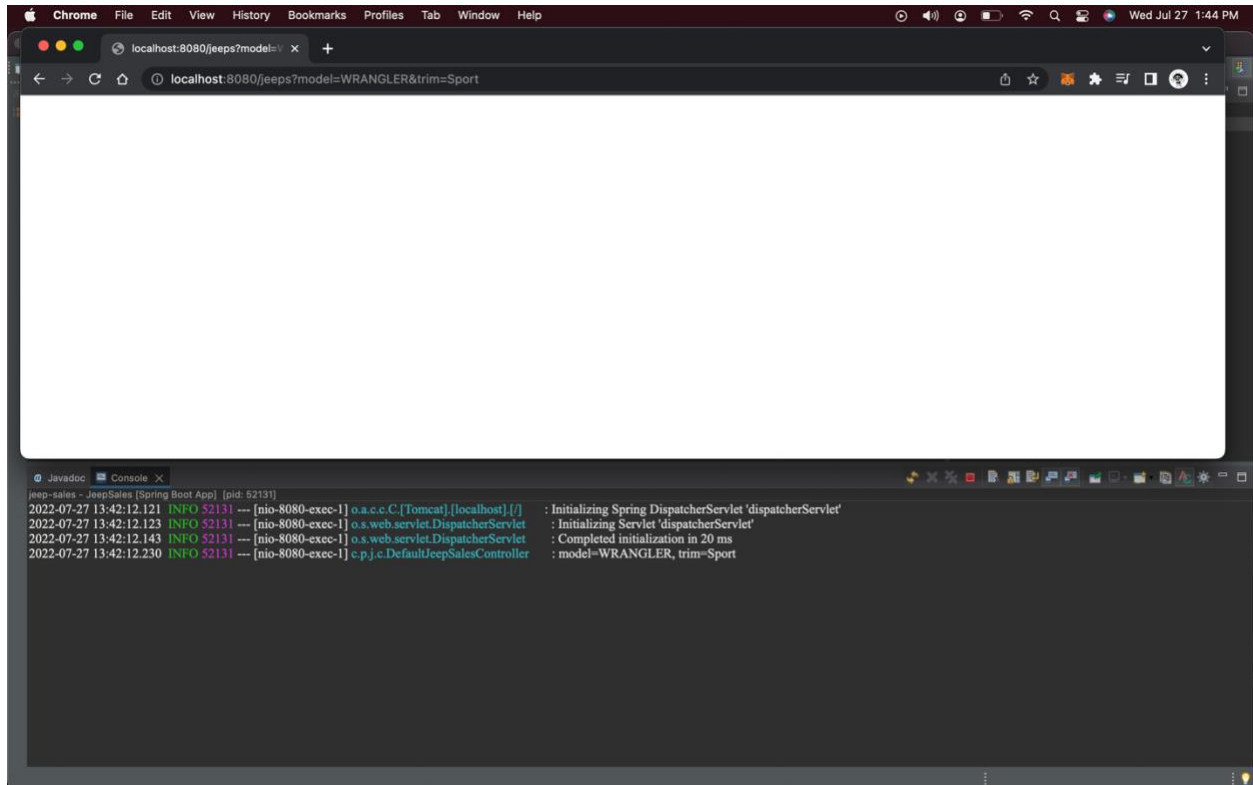 Chrome File Edit View History Bookmarks Profiles Tab Window Help Wed Jul 27 1:44 PM
localhost:8080/jeeps?model=W
localhost:8080/jeeps?model=WRANGLER&trim=Sport
Javadoc Console
jeep-sales - JeepSales [Spring Boot App] [pid: 52131]
2022-07-27 13:42:12.121 INFO 52131 --- [nio-8080-exec-1] o.a.c.c.C.[Tomcat].[localhost].[/] : Initializing Spring DispatcherServlet 'dispatcherServlet'
2022-07-27 13:42:12.123 INFO 52131 --- [nio-8080-exec-1] o.s.web.servlet.DispatcherServlet : Initializing Servlet 'dispatcherServlet'
2022-07-27 13:42:12.143 INFO 52131 --- [nio-8080-exec-1] o.s.web.servlet.DispatcherServlet : Completed initialization in 20 ms
2022-07-27 13:42:12.230 INFO 52131 --- [nio-8080-exec-1] c.p.j.c.DefaultJeepSalesController : model=WRANGLER, trim=Sport